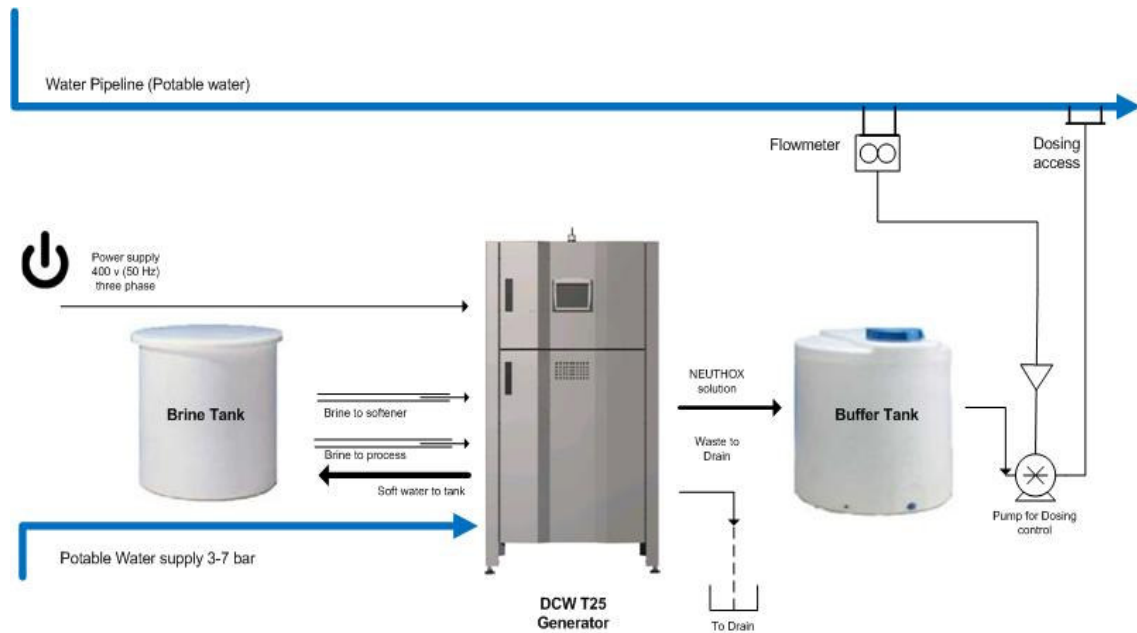 Water Pipeline (Potable water)
Flowmeter
Dosing
access
Power supply
400 v (50 Hz)
three phase
Brine Tank
Brine to softener
Brine to process
Soft water to tank
Potable Water supply 3-7 bar
DCW T25
Generator
NEUTHOX
solution
Waste to
Drain
To Drain
Buffer Tank
Pump for Dosing
control